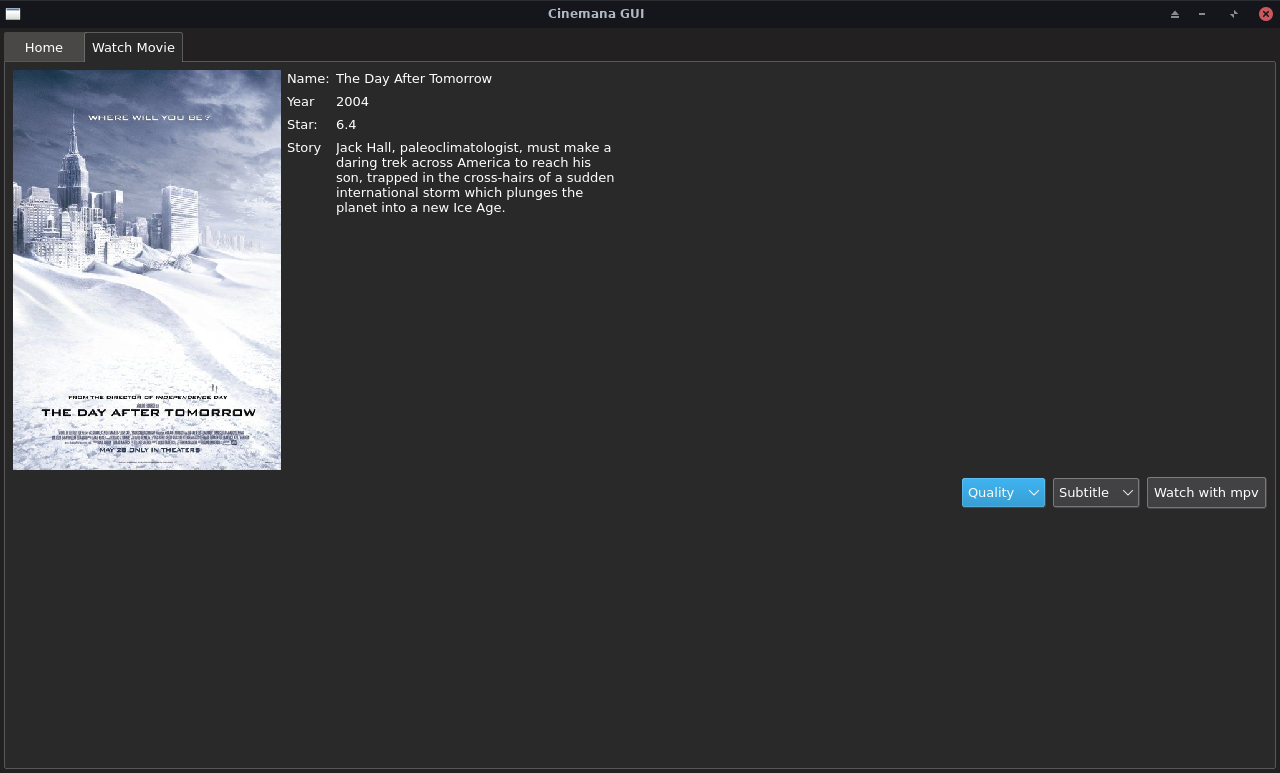 Cinemana GUI
Home
Watch Movie
WHERE WILL YOU BE?
FROM THE DIRECTOR OF INDEPENDENCE DAY
THE DAY AFTER TOMORROW
MAY 28 ONLY IN THEATERS
Name: The Day After Tomorrow
Year 2004
Star: 6.4
Story Jack Hall, paleoclimatologist, must make a
daring trek across America to reach his
son, trapped in the cross-hairs of a sudden
international storm which plunges the
planet into a new Ice Age.
Quality
Subtitle
Watch with mpv